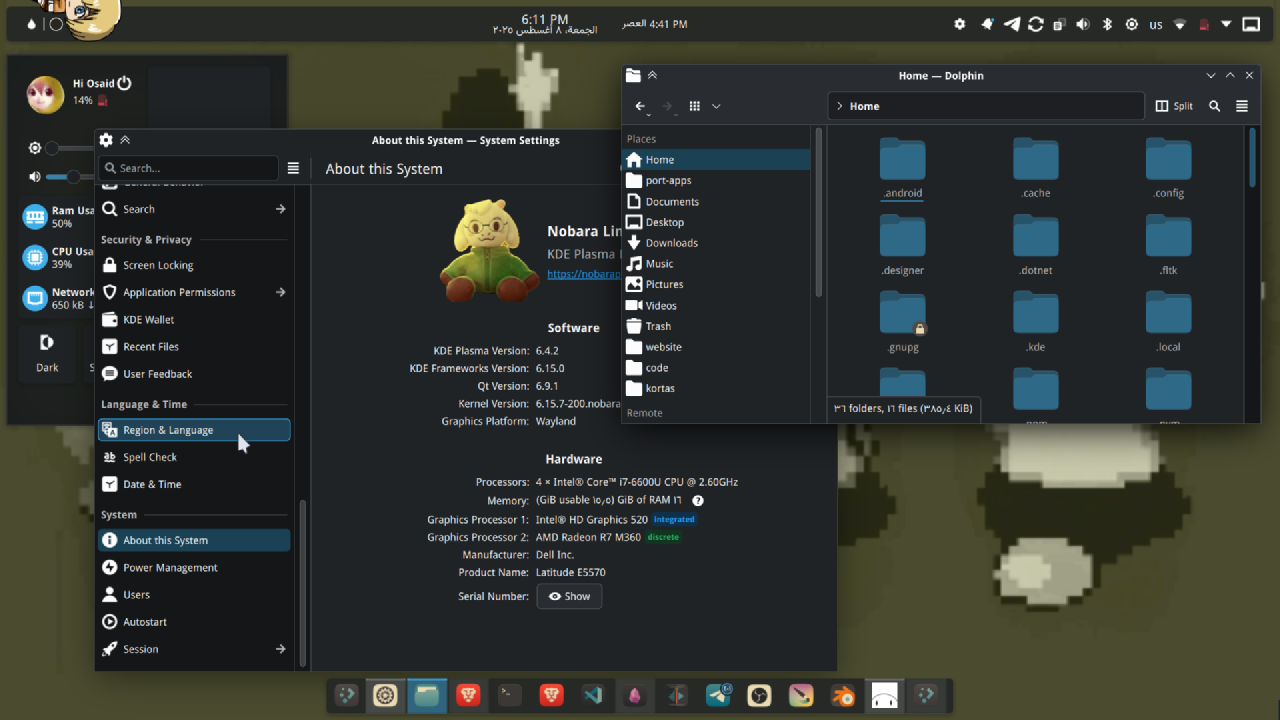 6:11 PM
الجمعة، ٨ أغسطس ٢٠٢٥
العصر 4:41 PM
us
Hi Osaid
14%
Ram Usa
50%
CPU Usa
39%
Network
650 kB ↓
Dark
S
About this System — System Settings
Search...
About this System
General Behavior
Search
Security & Privacy
Screen Locking
Application Permissions
KDE Wallet
Recent Files
User Feedback
Language & Time
Region & Language
Spell Check
Date & Time
System
About this System
Power Management
Users
Autostart
Session
Nobara Lin
KDE Plasma
https://nobarap
Software
KDE Plasma Version: 6.4.2
KDE Frameworks Version: 6.15.0
Qt Version: 6.9.1
Kernel Version: 6.15.7-200.nobara
Graphics Platform: Wayland
Hardware
Processors: 4 × Intel® Core™ i7-6600U CPU @ 2.60GHz
Memory: (GiB usable ١٥٫٥) GiB of RAM ١٦
Graphics Processor 1: Intel® HD Graphics 520 Integrated
Graphics Processor 2: AMD Radeon R7 M360 discrete
Manufacturer: Dell Inc.
Product Name: Latitude E5570
Serial Number: Show
Home — Dolphin
Home
Split
Places
Home
port-apps
Documents
Desktop
Downloads
Music
Pictures
Videos
Trash
website
code
kortas
Remote
.android
.cache
.config
.designer
.dotnet
.fltk
.gnupg
.kde
.local
٣٦ folders, ١٦ files (٣٨٥٫٤ KiB)